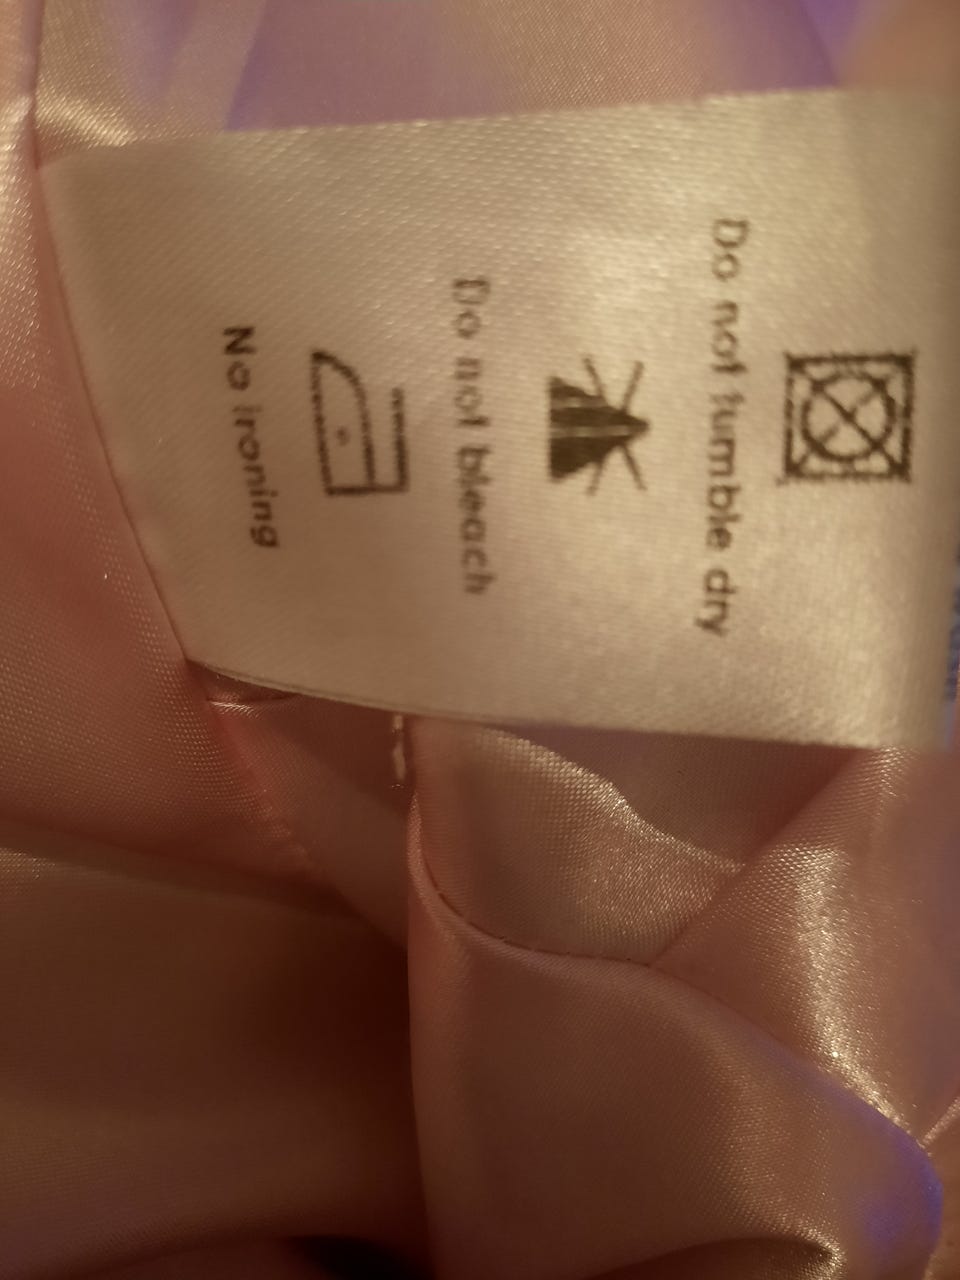 Do not tumble dry
Do not bleach
No ironing